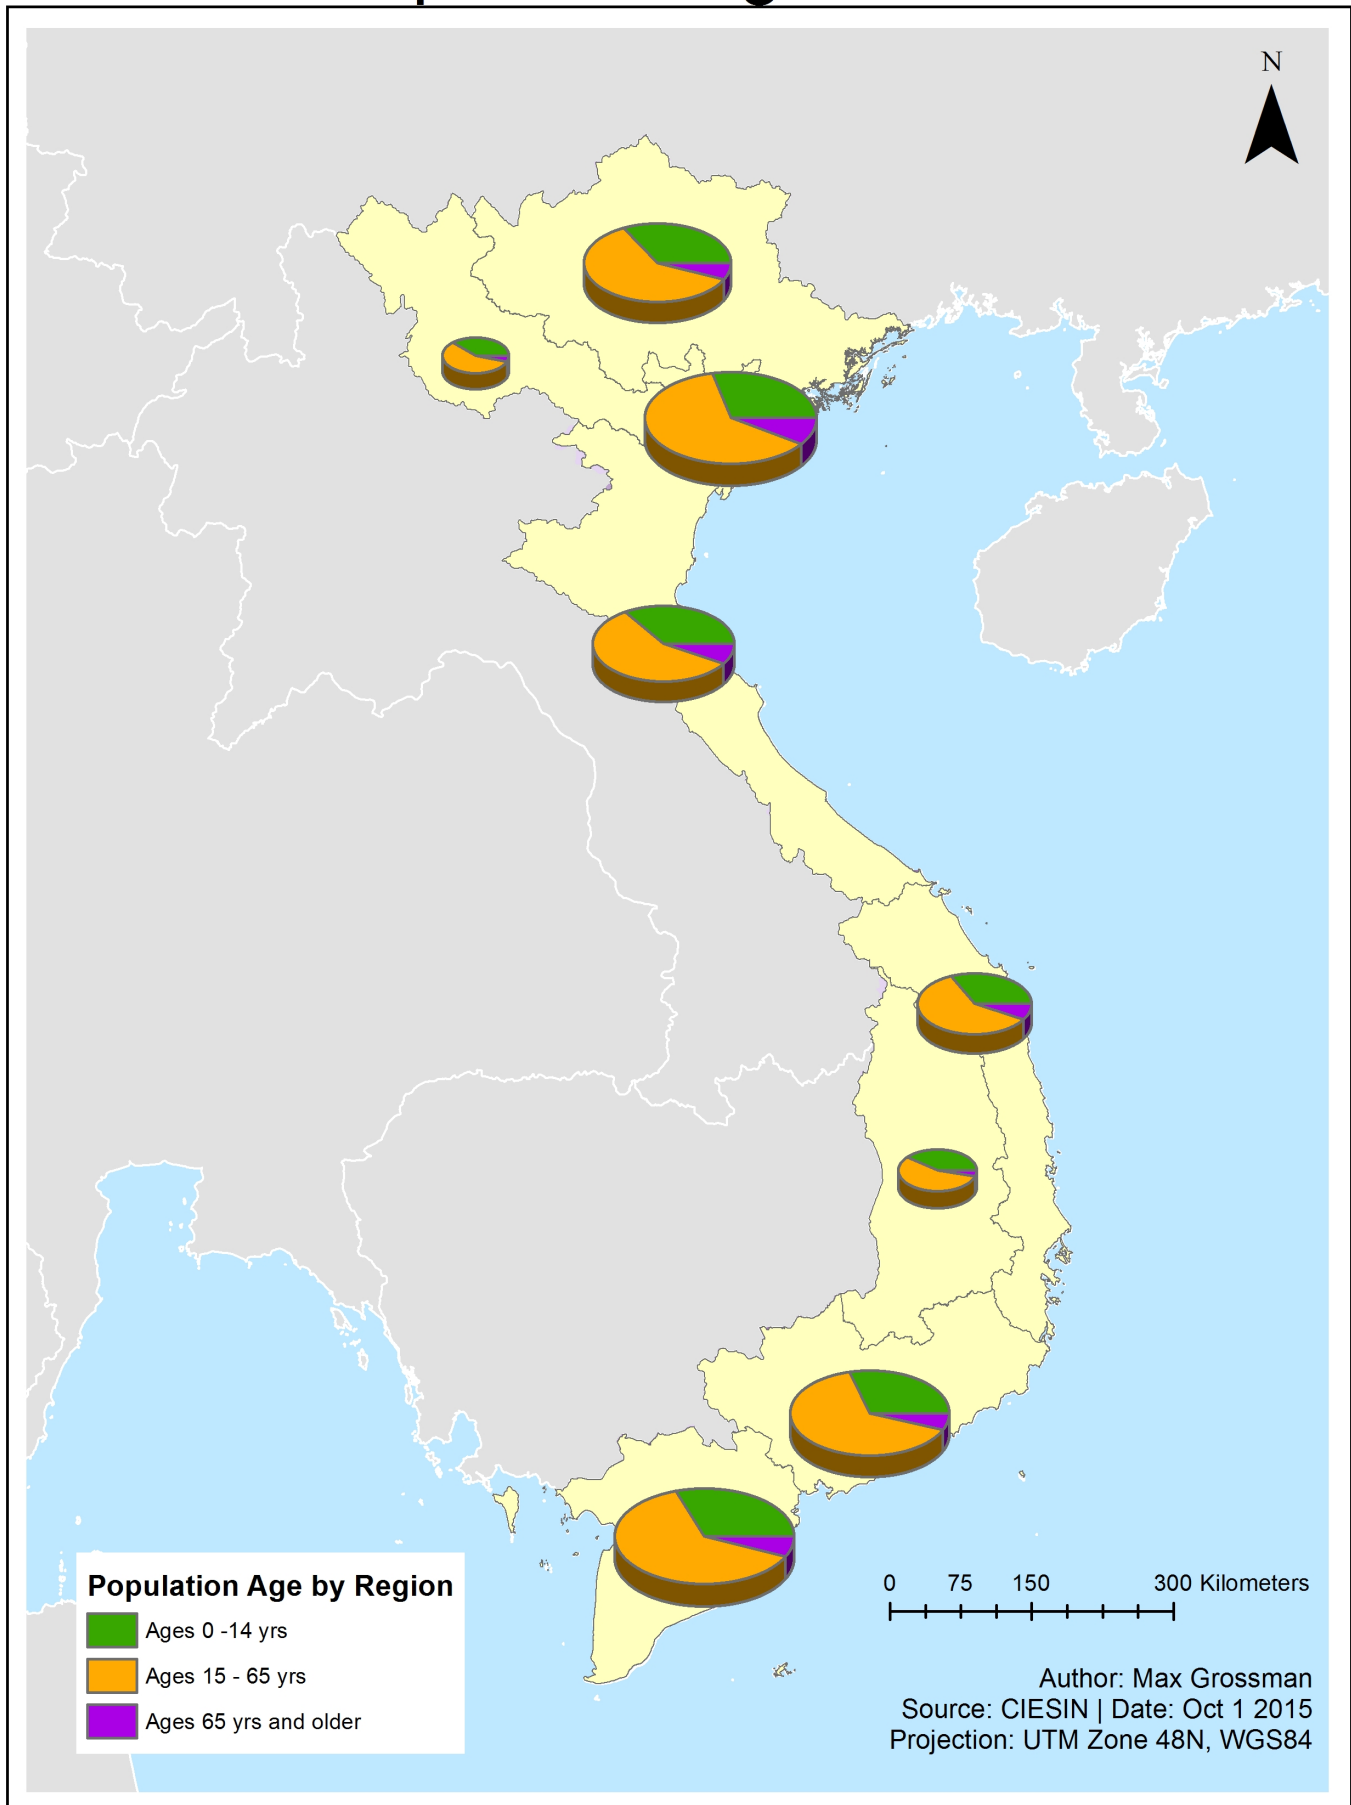 N
Population Age by Region
Ages 0 -14 yrs
Ages 15 - 65 yrs
Ages 65 yrs and older
0 75 150 300 Kilometers
Author: Max Grossman
Source: CIESIN | Date: Oct 1 2015
Projection: UTM Zone 48N, WGS84